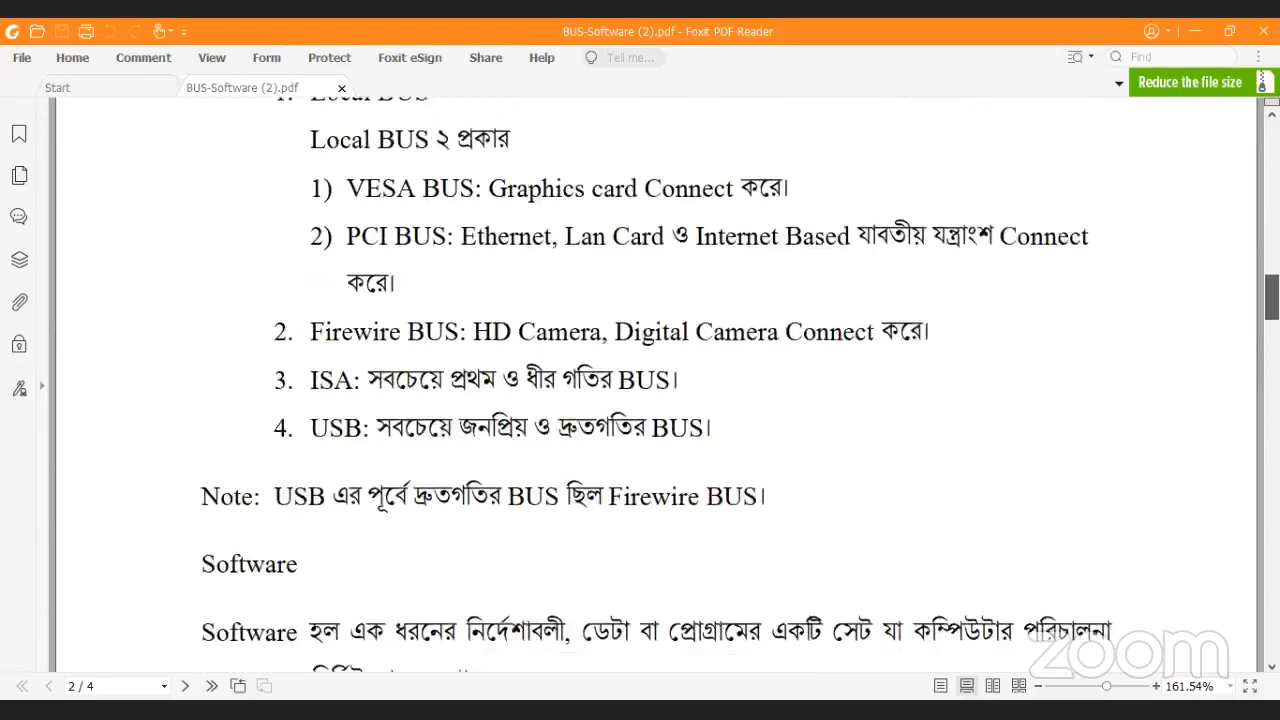 BUS-Software (2).pdf - Foxit PDF Reader
File Home Comment View Form Protect Foxit eSign Share Help Tell me... Find
Start BUS-Software (2).pdf Reduce the file size
1. Local BUS
Local BUS ২ প্রকার
1) VESA BUS: Graphics card Connect করে।
2) PCI BUS: Ethernet, Lan Card ও Internet Based যাবতীয় যন্ত্রাংশ Connect
করে।
2. Firewire BUS: HD Camera, Digital Camera Connect করে।
3. ISA: সবচেয়ে প্রথম ও ধীর গতির BUS।
4. USB: সবচেয়ে জনপ্রিয় ও দ্রুতগতির BUS।
Note: USB এর পূর্বে দ্রুতগতির BUS ছিল Firewire BUS।
Software
Software হল এক ধরনের নির্দেশাবলী, ডেটা বা প্রোগ্রামের একটি সেট যা কম্পিউটার পরিচালনা
zoom
2 / 4 161.54%